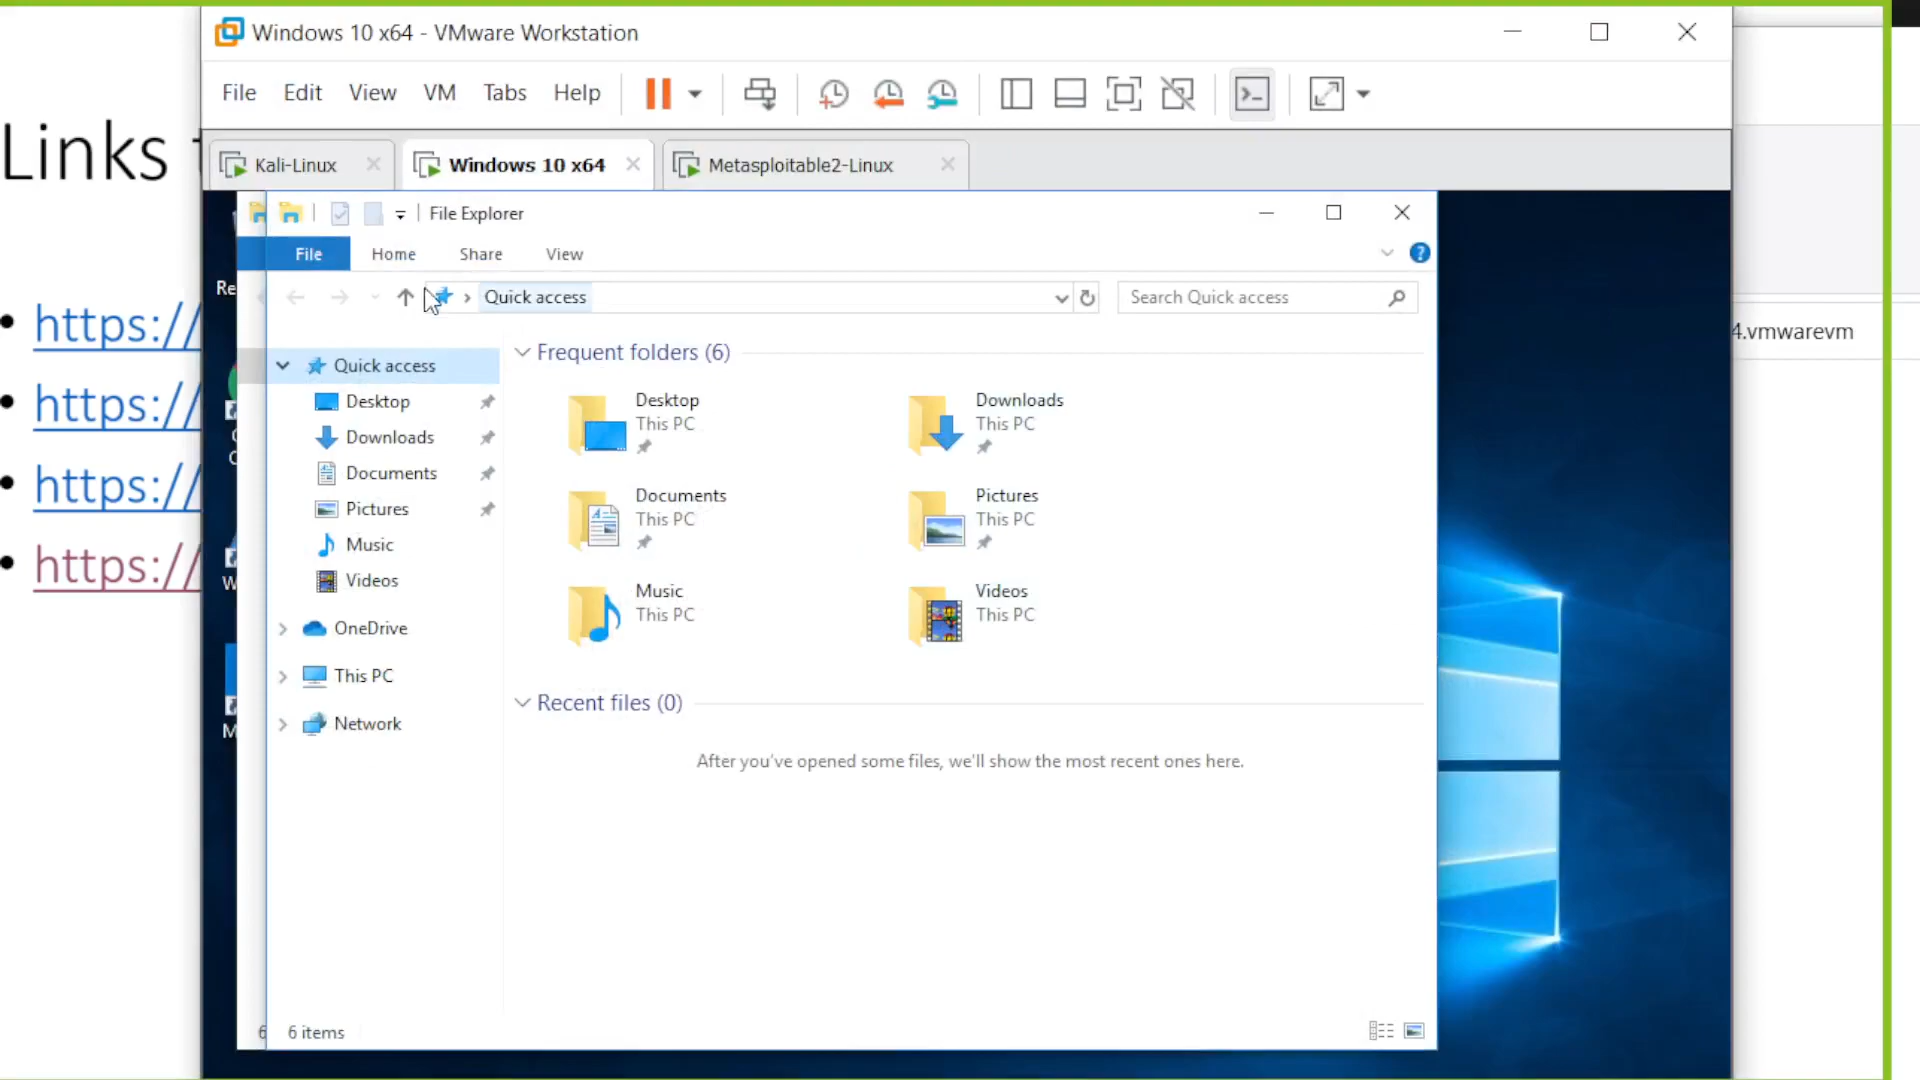 Windows 10 x64 - VMware Workstation
File Edit View VM Tabs Help
Links
Kali-Linux
Windows 10 x64
Metasploitable2-Linux
File Explorer
File Home Share View
Re
Quick access
Search Quick access
https://
https://
https://
https://
4.vmwarevm
Quick access
Desktop
Downloads
Documents
Pictures
Music
Videos
OneDrive
This PC
Network
Frequent folders (6)
Desktop
This PC
Downloads
This PC
Documents
This PC
Pictures
This PC
Music
This PC
Videos
This PC
Recent files (0)
After you've opened some files, we'll show the most recent ones here.
6 items